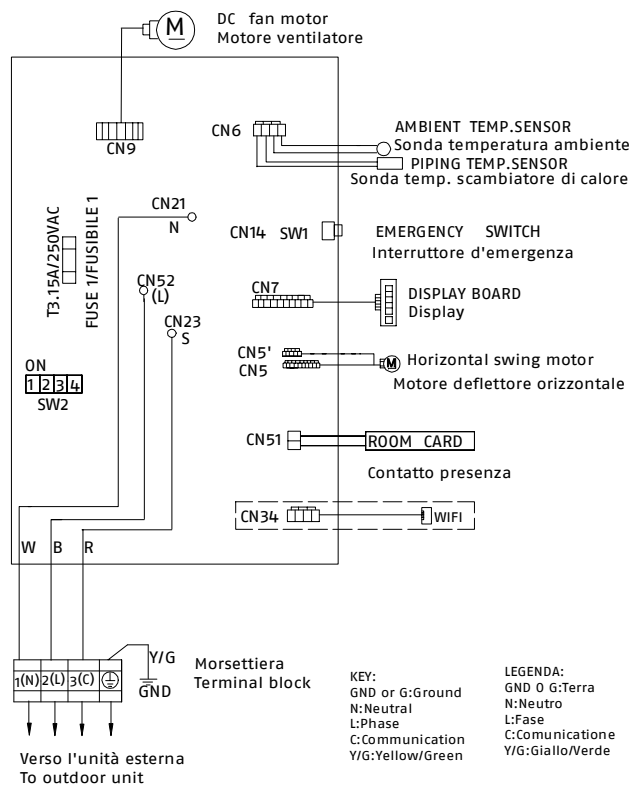 M
DC fan motor
Motore ventilatore
CN9
CN6
AMBIENT TEMP.SENSOR
Sonda temperatura ambiente
PIPING TEMP.SENSOR
Sonda temp. scambiatore di calore
CN21
N
T3.15A/250VAC
FUSE 1/FUSIBILE 1
CN14 SW1
EMERGENCY SWITCH
Interruttore d'emergenza
CN52
(L)
CN7
DISPLAY BOARD
Display
CN23
S
CN5'
CN5
M
Horizontal swing motor
Motore deflettore orizzontale
ON
1 2 3 4
SW2
CN51
ROOM CARD
Contatto presenza
CN34
WIFI
W B R
Y/G
GND
1(N) 2(L) 3(C)
Morsettiera
Terminal block
Verso l'unità esterna
To outdoor unit
KEY:
GND or G:Ground
N:Neutral
L:Phase
C:Communication
Y/G:Yellow/Green
LEGENDA:
GND O G:Terra
N:Neutro
L:Fase
C:Comunicatione
Y/G:Giallo/Verde